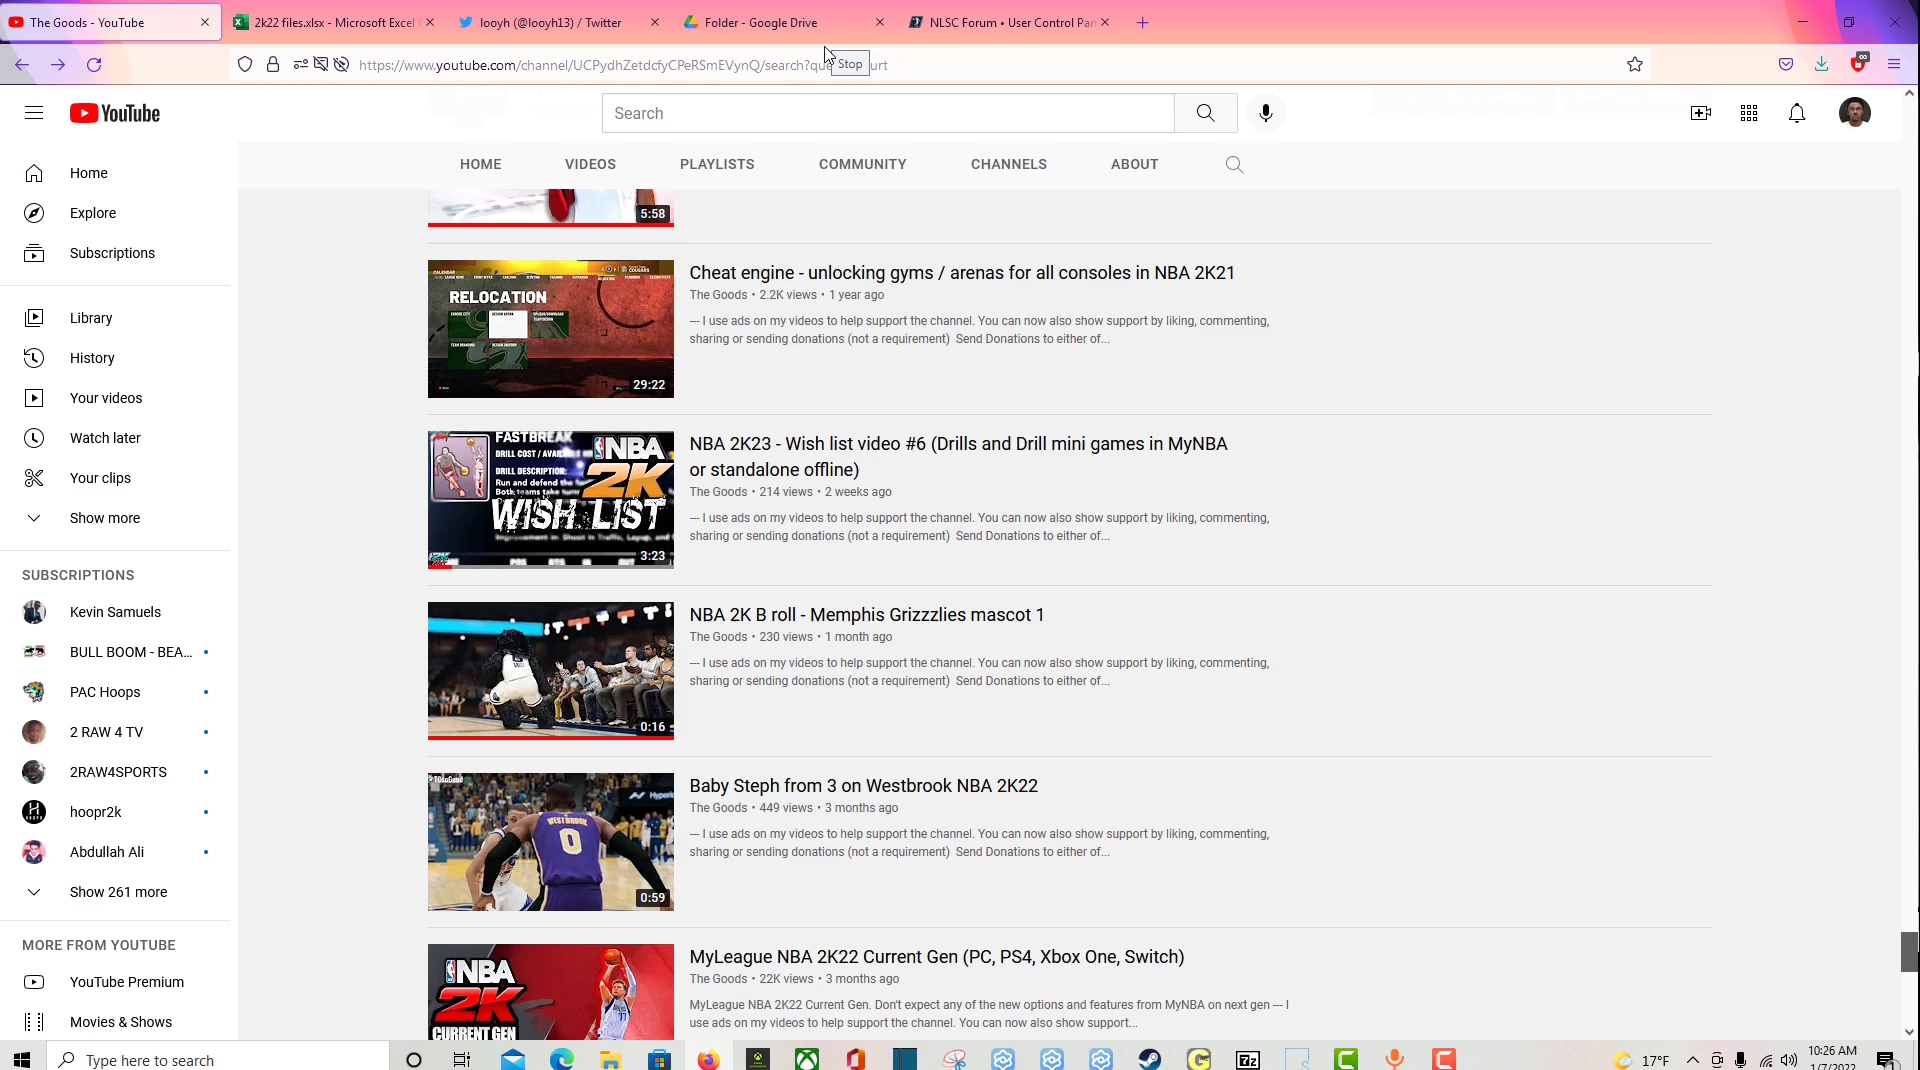 The Goods - YouTube
2k22 files.xlsx - Microsoft Excel
looyh (@looyh13) / Twitter
Folder - Google Drive
NLSC Forum • User Control Pan
https://www.youtube.com/channel/UCPydhZetdcfyCPeRSmEVynQ/search?que
urt
Stop
YouTube
Search
HOME
VIDEOS
PLAYLISTS
COMMUNITY
CHANNELS
ABOUT
Home
Explore
Subscriptions
Library
History
Your videos
Watch later
Your clips
Show more
SUBSCRIPTIONS
Kevin Samuels
BULL BOOM - BEA...
PAC Hoops
2 RAW 4 TV
2RAW4SPORTS
hoopr2k
Abdullah Ali
Show 261 more
MORE FROM YOUTUBE
YouTube Premium
Movies & Shows
5:58
RELOCATION
29:22
Cheat engine - unlocking gyms / arenas for all consoles in NBA 2K21
The Goods • 2.2K views • 1 year ago
--- I use ads on my videos to help support the channel. You can now also show support by liking, commenting,
sharing or sending donations (not a requirement) Send Donations to either of...
FASTBREAK
DRILL DESCRIPTION:
Run and defend the
NBA
2K
WISH LIST
3:23
NBA 2K23 - Wish list video #6 (Drills and Drill mini games in MyNBA
or standalone offline)
The Goods • 214 views • 2 weeks ago
--- I use ads on my videos to help support the channel. You can now also show support by liking, commenting,
sharing or sending donations (not a requirement) Send Donations to either of...
0:16
NBA 2K B roll - Memphis Grizzzlies mascot 1
The Goods • 230 views • 1 month ago
--- I use ads on my videos to help support the channel. You can now also show support by liking, commenting,
sharing or sending donations (not a requirement) Send Donations to either of...
TGsoGood
WESTBROOK
0
0:59
Baby Steph from 3 on Westbrook NBA 2K22
The Goods • 449 views • 3 months ago
--- I use ads on my videos to help support the channel. You can now also show support by liking, commenting,
sharing or sending donations (not a requirement) Send Donations to either of...
NBA
2K
CURRENT GEN
77
MyLeague NBA 2K22 Current Gen (PC, PS4, Xbox One, Switch)
The Goods • 22K views • 3 months ago
MyLeague NBA 2K22 Current Gen. Don't expect any of the new options and features from MyNBA on next gen --- I
use ads on my videos to help support the channel. You can now also show support...
Type here to search
7z
17°F
10:26 AM
1/7/2022